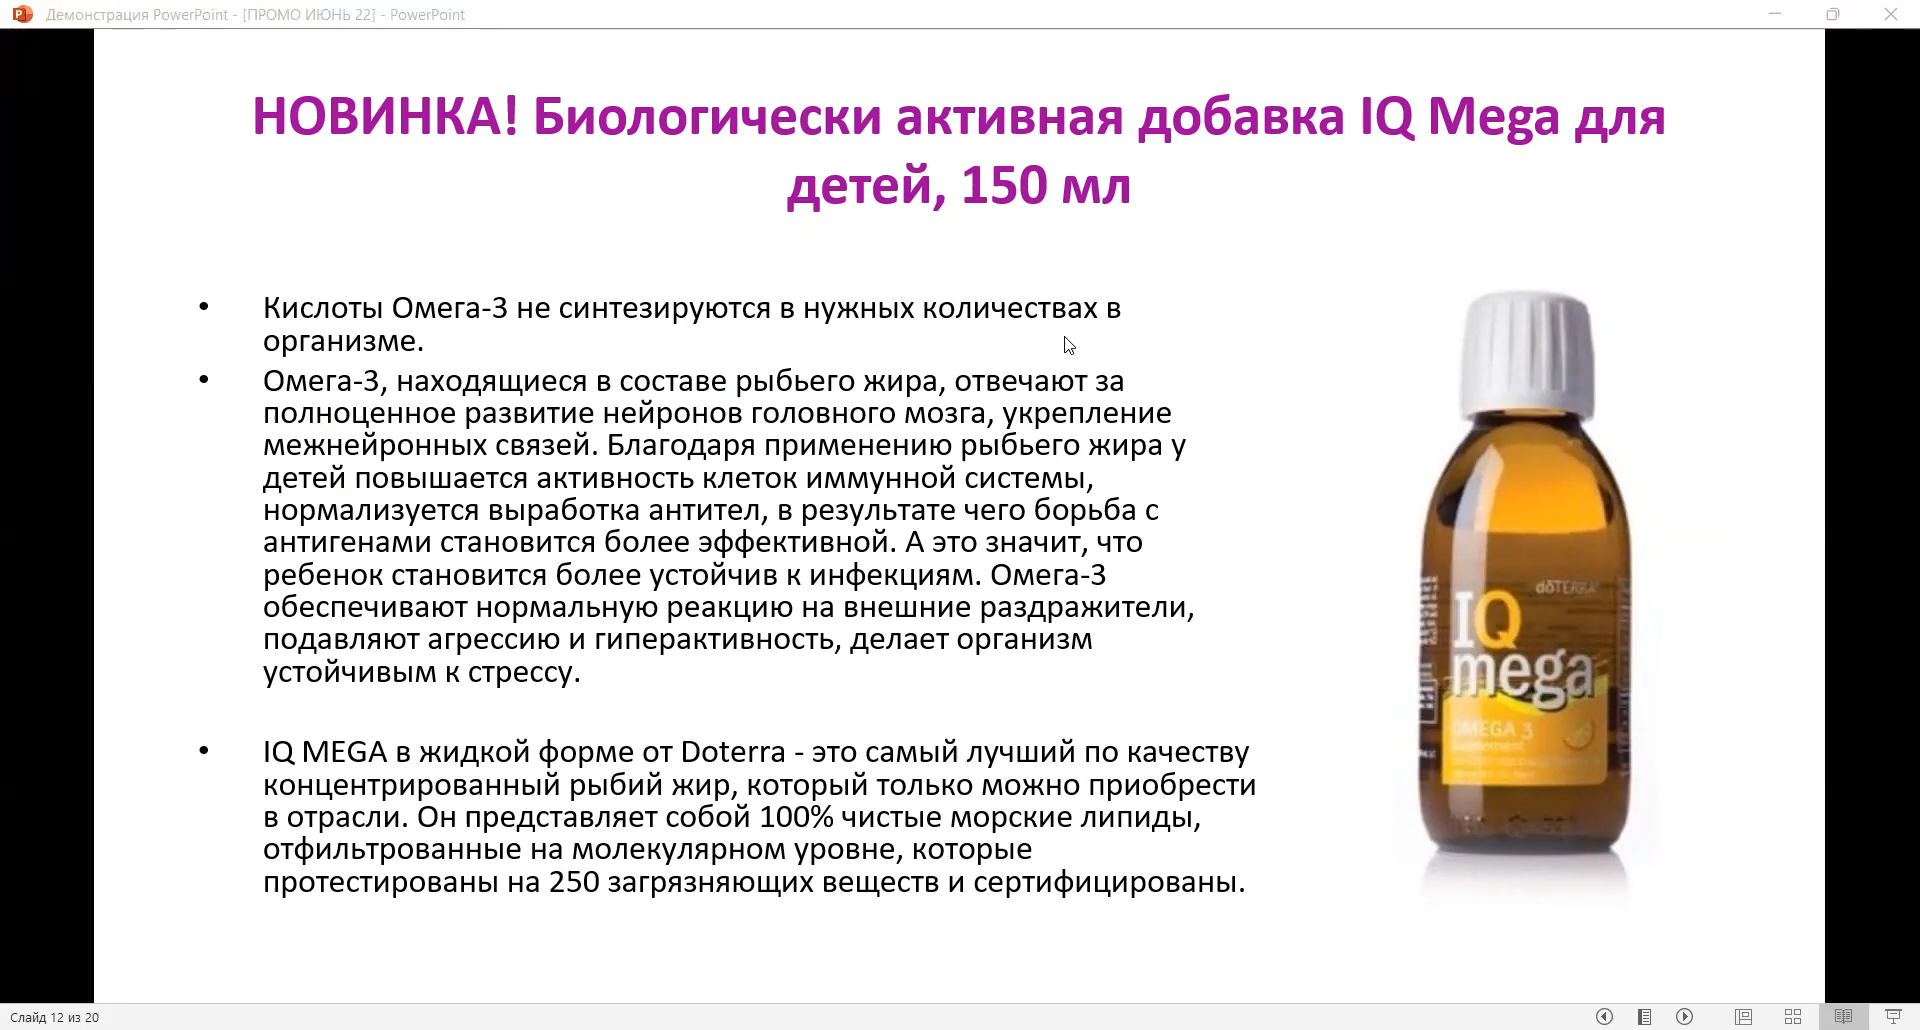 Демонстрация PowerPoint - [ПРОМО ИЮНЬ 22] - PowerPoint
НОВИНКА! Биологически активная добавка IQ Mega для
детей, 150 мл
• Кислоты Омега-3 не синтезируются в нужных количествах в
организме.
• Омега-3, находящиеся в составе рыбьего жира, отвечают за
полноценное развитие нейронов головного мозга, укрепление
межнейронных связей. Благодаря применению рыбьего жира у
детей повышается активность клеток иммунной системы,
нормализуется выработка антител, в результате чего борьба с
антигенами становится более эффективной. А это значит, что
ребенок становится более устойчив к инфекциям. Омега-3
обеспечивают нормальную реакцию на внешние раздражители,
подавляют агрессию и гиперактивность, делает организм
устойчивым к стрессу.
• IQ MEGA в жидкой форме от Doterra - это самый лучший по качеству
концентрированный рыбий жир, который только можно приобрести
в отрасли. Он представляет собой 100% чистые морские липиды,
отфильтрованные на молекулярном уровне, которые
протестированы на 250 загрязняющих веществ и сертифицированы.
dōTERRA
IQ
mega
OMEGA 3
Supplement
Слайд 12 из 20